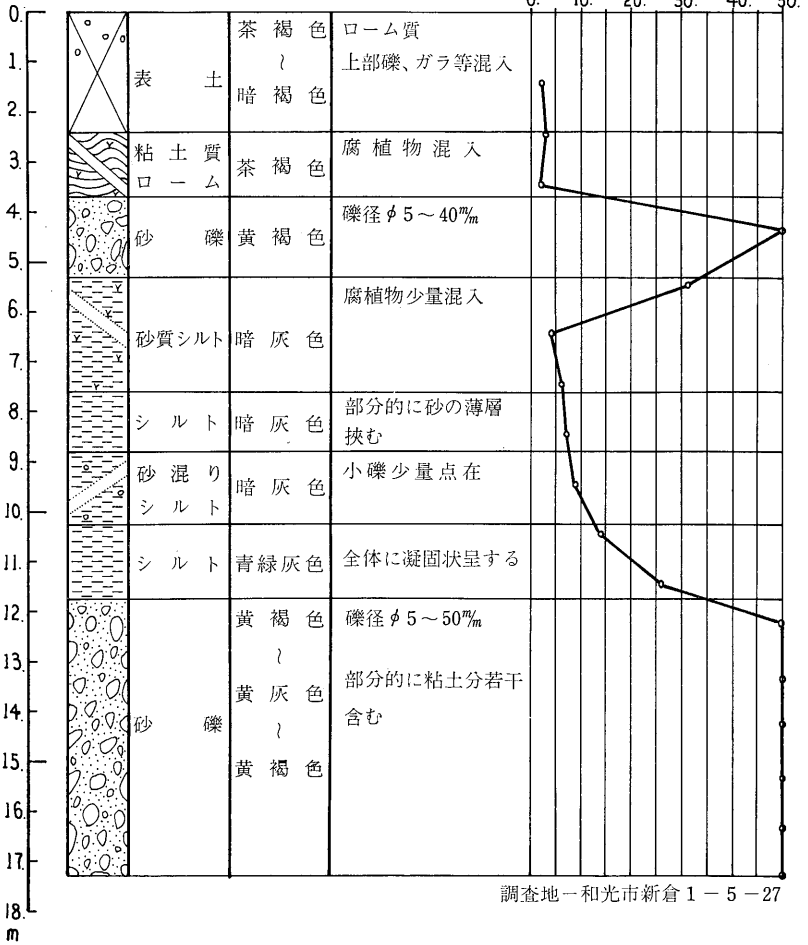 0. 10. 20. 30. 40. 50.
0.
1.
2.
3.
4.
5.
6.
7.
8.
9.
10.
11.
12.
13.
14.
15.
16.
17.
18.
m
表土
茶褐色
~
暗褐色
ローム質
上部礫、ガラ等混入
粘土質
ローム
茶褐色
腐植物混入
砂礫
黄褐色
礫径φ5~40m/m
砂質シルト
暗灰色
腐植物少量混入
シルト
暗灰色
部分的に砂の薄層
挟む
砂混り
シルト
暗灰色
小礫少量点在
シルト
青緑灰色
全体に凝固状呈する
砂礫
黄褐色
~
黄灰色
~
黄褐色
礫径φ5~50m/m
部分的に粘土分若干
含む
調査地-和光市新倉1-5-27